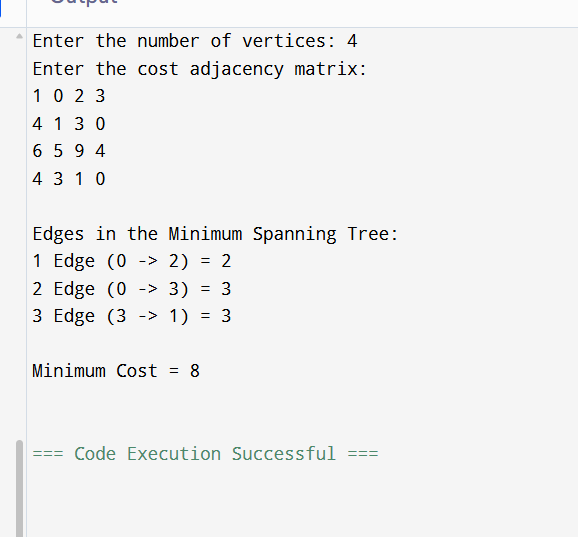 Output
Enter the number of vertices: 4
Enter the cost adjacency matrix:
1 0 2 3
4 1 3 0
6 5 9 4
4 3 1 0
Edges in the Minimum Spanning Tree:
1 Edge (0 -> 2) = 2
2 Edge (0 -> 3) = 3
3 Edge (3 -> 1) = 3
Minimum Cost = 8
=== Code Execution Successful ===